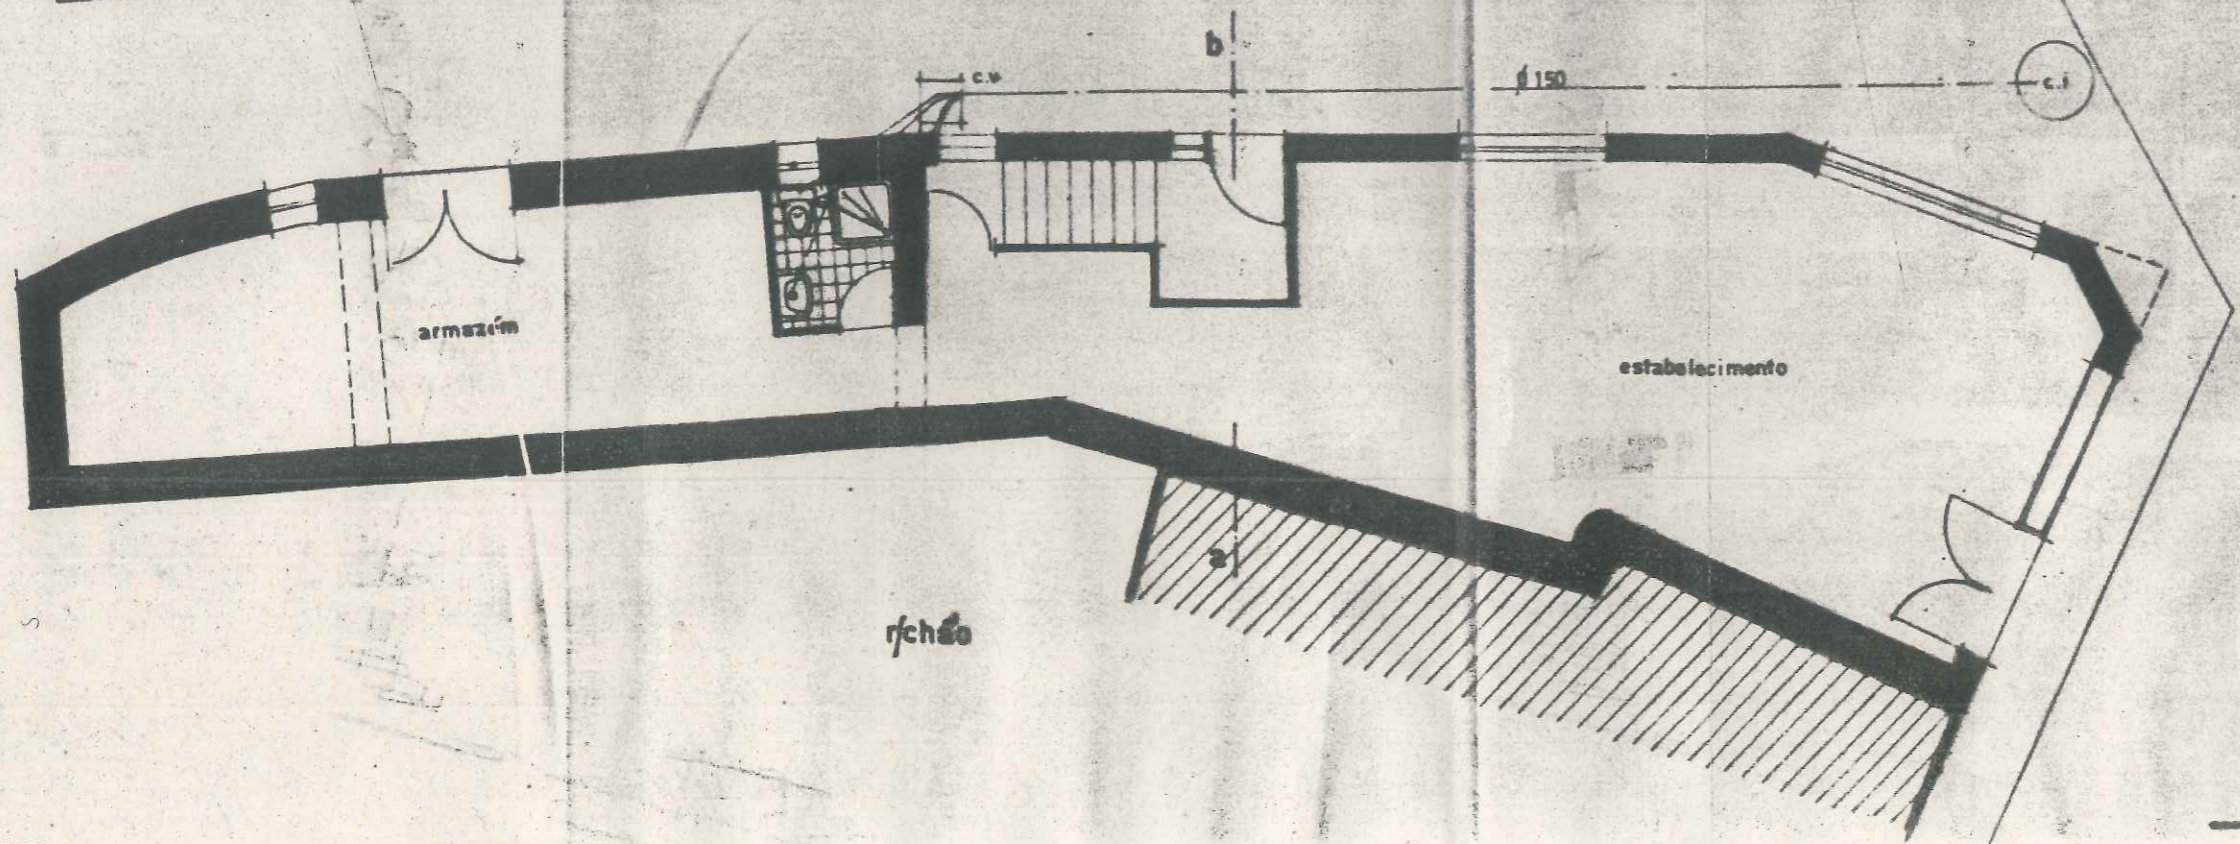 b
c.v
ø 150
c.i
armazém
estabelecimento
a
r/chão